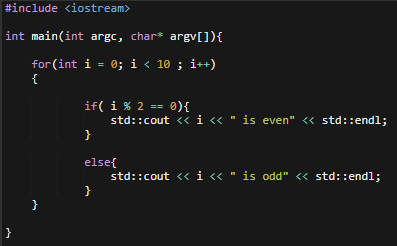 #include <iostream>
int main(int argc, char* argv[]){
for(int i = 0; i < 10 ; i++)
{
if( i % 2 == 0){
std::cout << i << " is even" << std::endl;
}
else{
std::cout << i << " is odd" << std::endl;
}
}
}